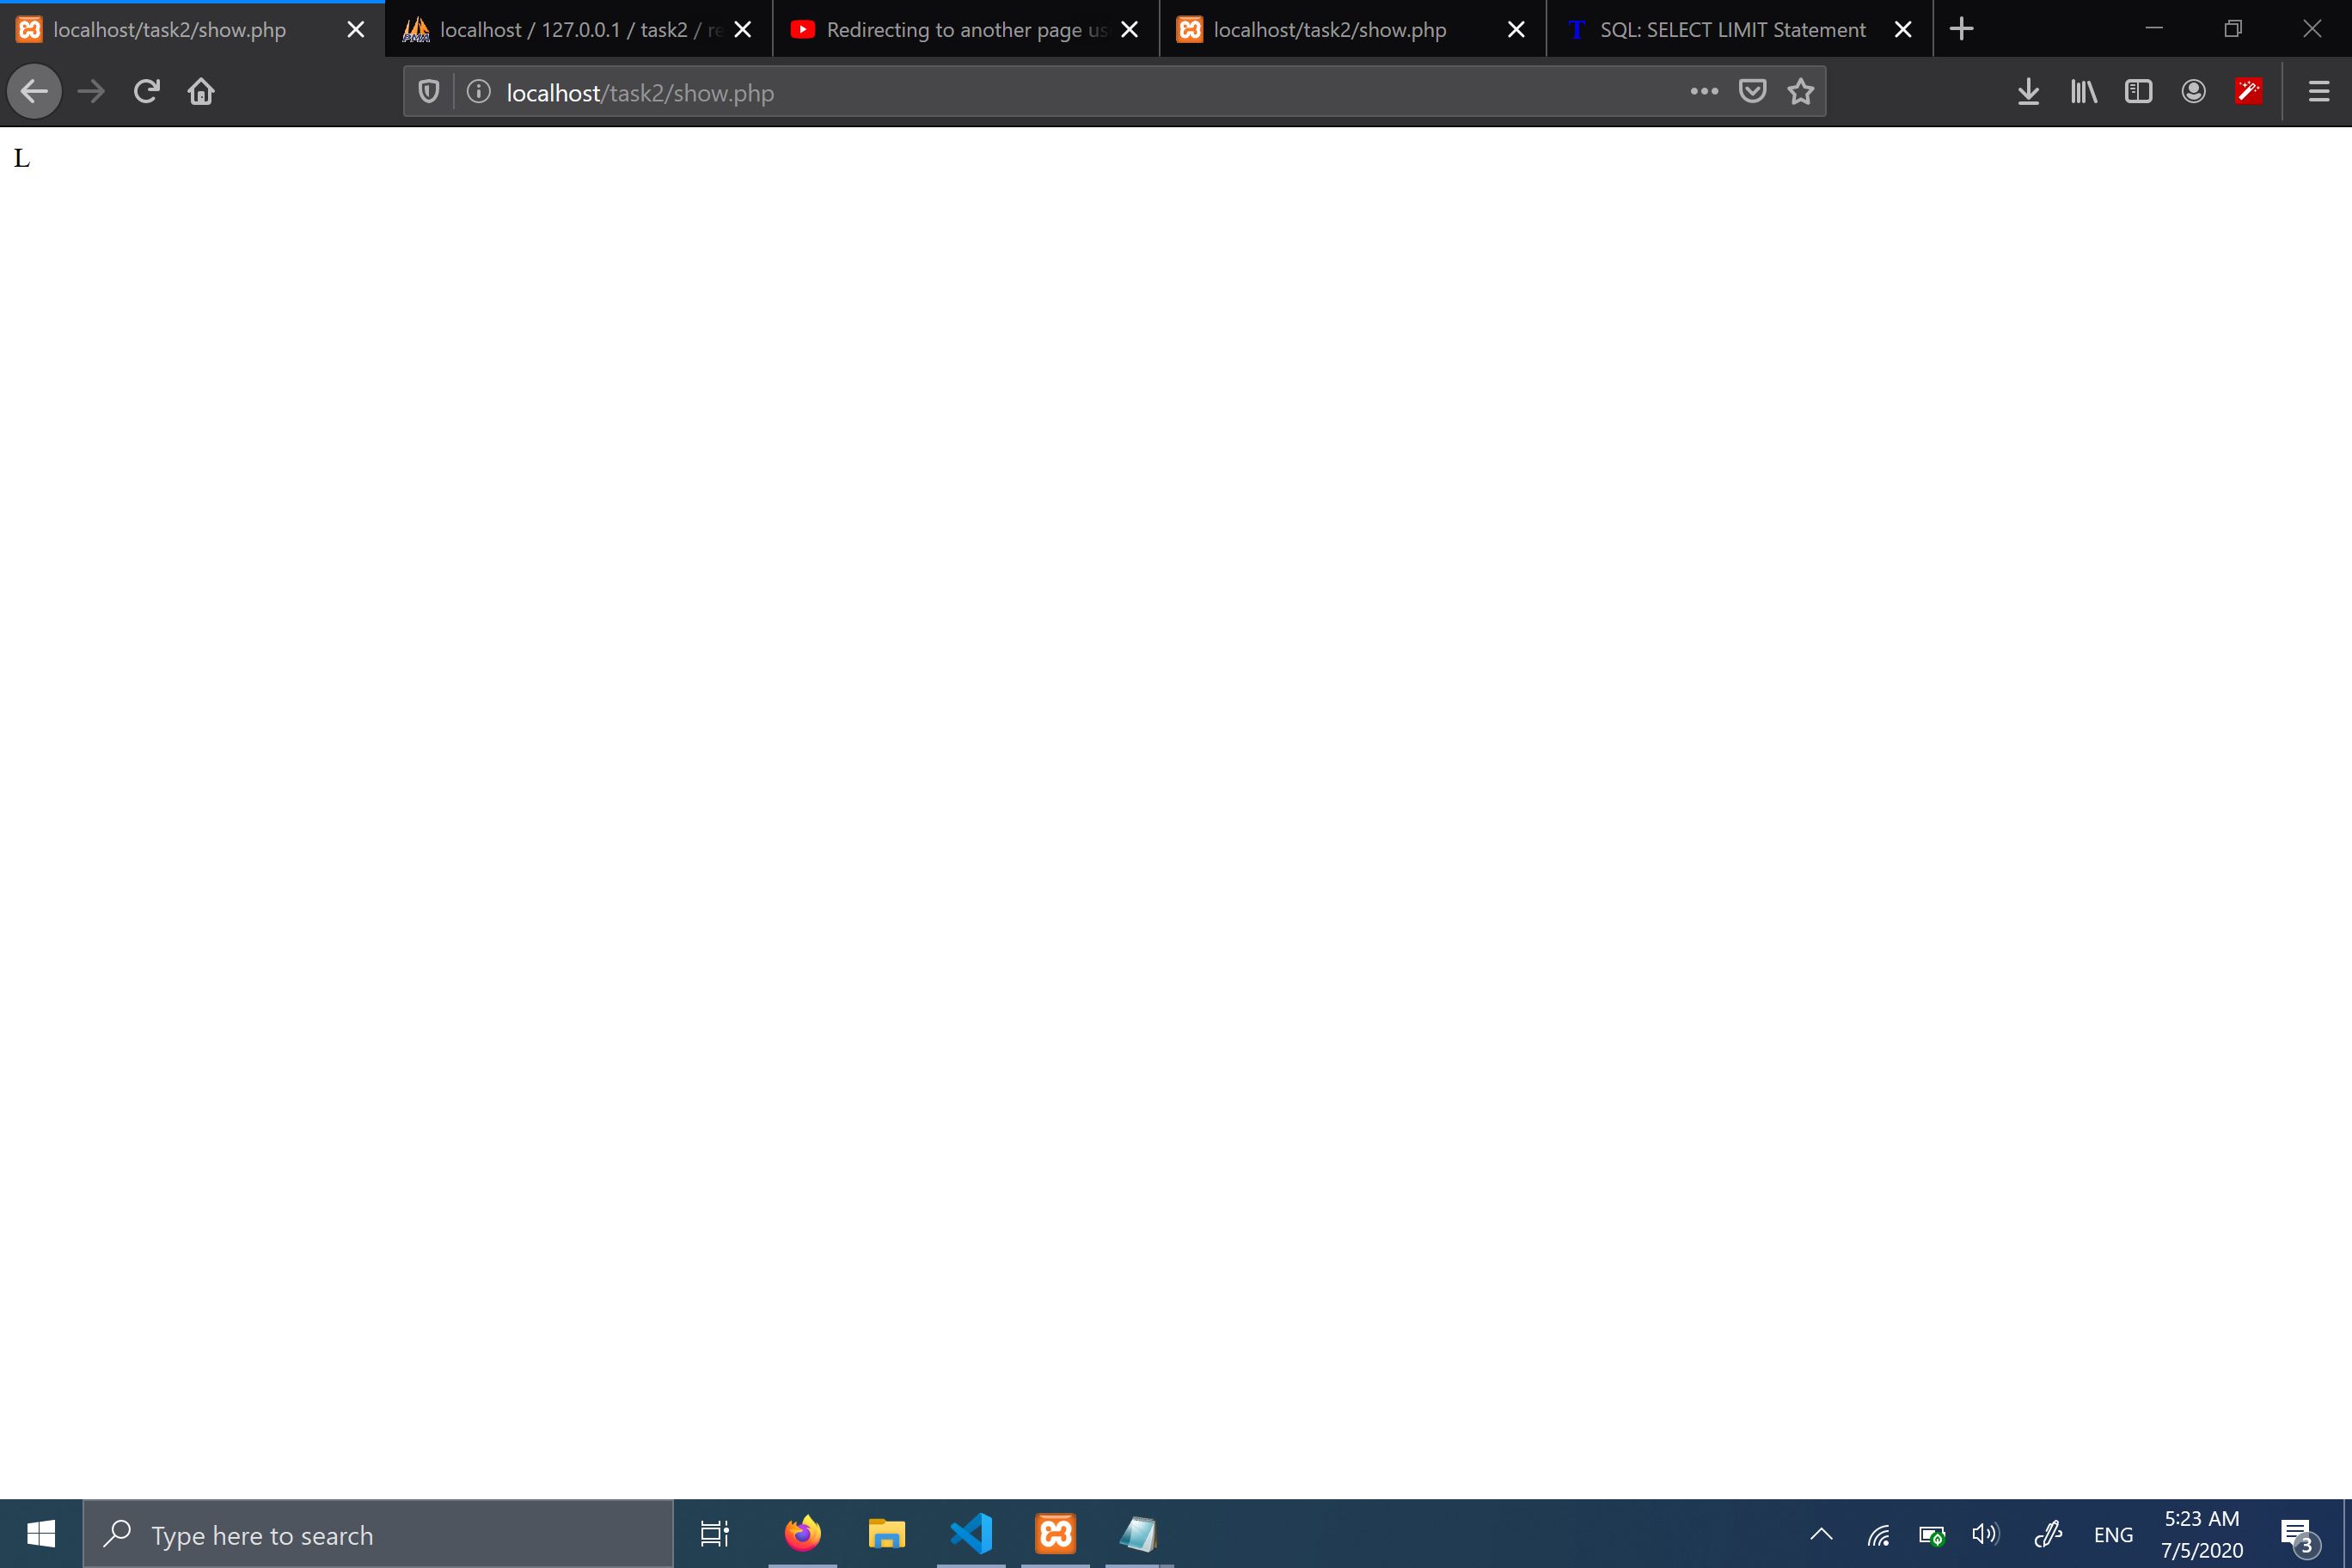 localhost/task2/show.php
localhost / 127.0.0.1 / task2 / re
Redirecting to another page us
localhost/task2/show.php
SQL: SELECT LIMIT Statement
localhost/task2/show.php
L
Type here to search
ENG
5:23 AM
7/5/2020
3